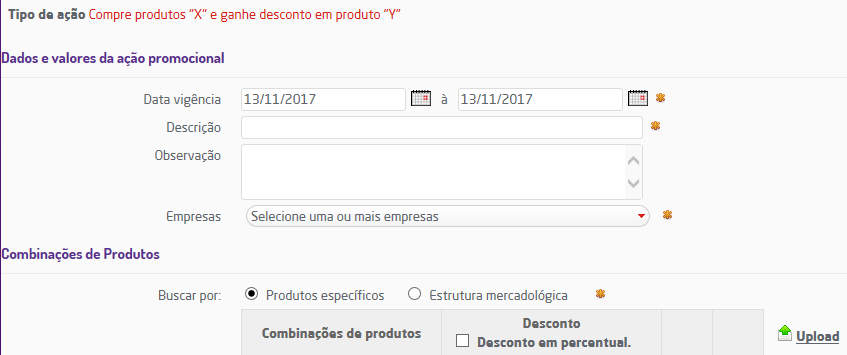 Tipo de ação Compre produtos "X" e ganhe desconto em produto "Y"
Dados e valores da ação promocional
Data vigência 13/11/2017 à 13/11/2017
Descrição
Observação
Empresas Selecione uma ou mais empresas
Combinações de Produtos
Buscar por: Produtos específicos Estrutura mercadológica
Combinações de produtos
Desconto
Desconto em percentual.
Upload